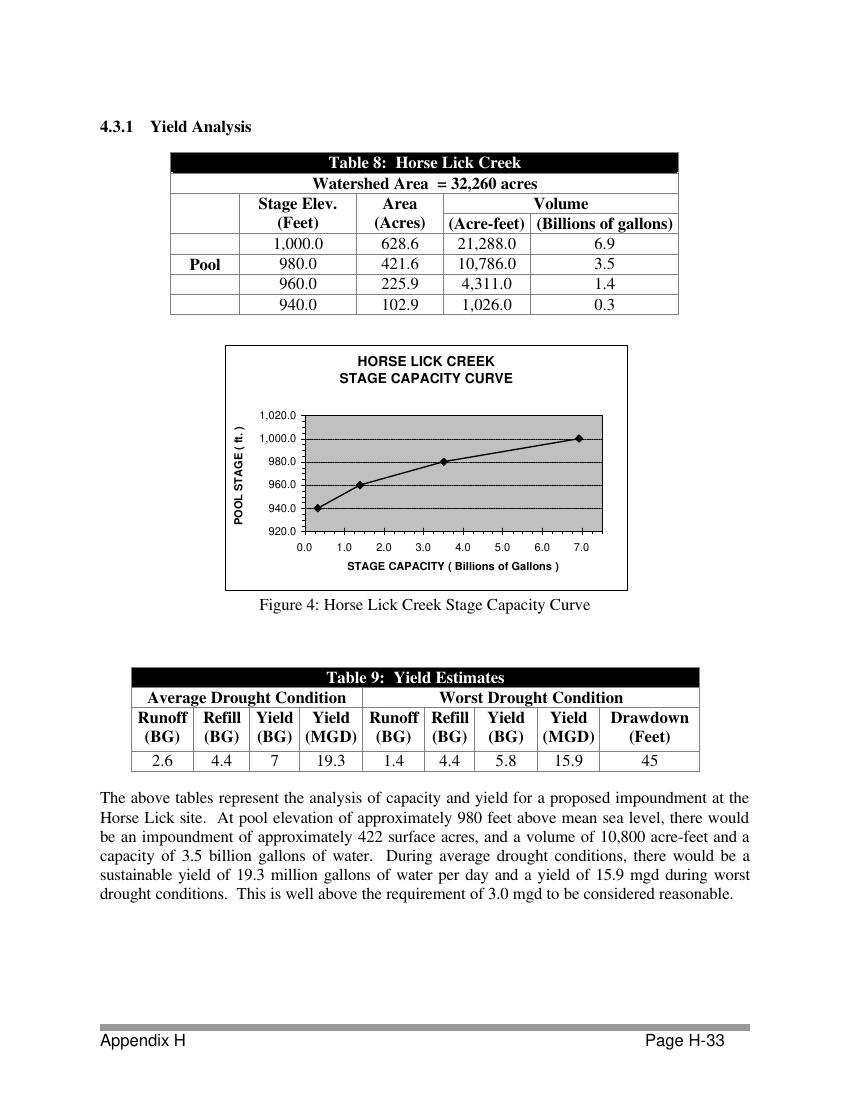 4.3.1 Yield Analysis
Table 8: Horse Lick Creek
Watershed Area = 32,260 acres
Stage Elev. (Feet) Area (Acres) Volume
(Acre-feet) (Billions of gallons)
1,000.0 628.6 21,288.0 6.9
Pool 980.0 421.6 10,786.0 3.5
960.0 225.9 4,311.0 1.4
940.0 102.9 1,026.0 0.3
HORSE LICK CREEK
STAGE CAPACITY CURVE
POOL STAGE ( ft. )
1,020.0
1,000.0
980.0
960.0
940.0
920.0
0.0 1.0 2.0 3.0 4.0 5.0 6.0 7.0
STAGE CAPACITY ( Billions of Gallons )
Figure 4: Horse Lick Creek Stage Capacity Curve
Table 9: Yield Estimates
Average Drought Condition Worst Drought Condition
Runoff Refill Yield Yield Runoff Refill Yield Yield Drawdown
(BG) (BG) (BG) (MGD) (BG) (BG) (BG) (MGD) (Feet)
2.6 4.4 7 19.3 1.4 4.4 5.8 15.9 45
The above tables represent the analysis of capacity and yield for a proposed impoundment at the
Horse Lick site. At pool elevation of approximately 980 feet above mean sea level, there would
be an impoundment of approximately 422 surface acres, and a volume of 10,800 acre-feet and a
capacity of 3.5 billion gallons of water. During average drought conditions, there would be a
sustainable yield of 19.3 million gallons of water per day and a yield of 15.9 mgd during worst
drought conditions. This is well above the requirement of 3.0 mgd to be considered reasonable.
Appendix H Page H-33